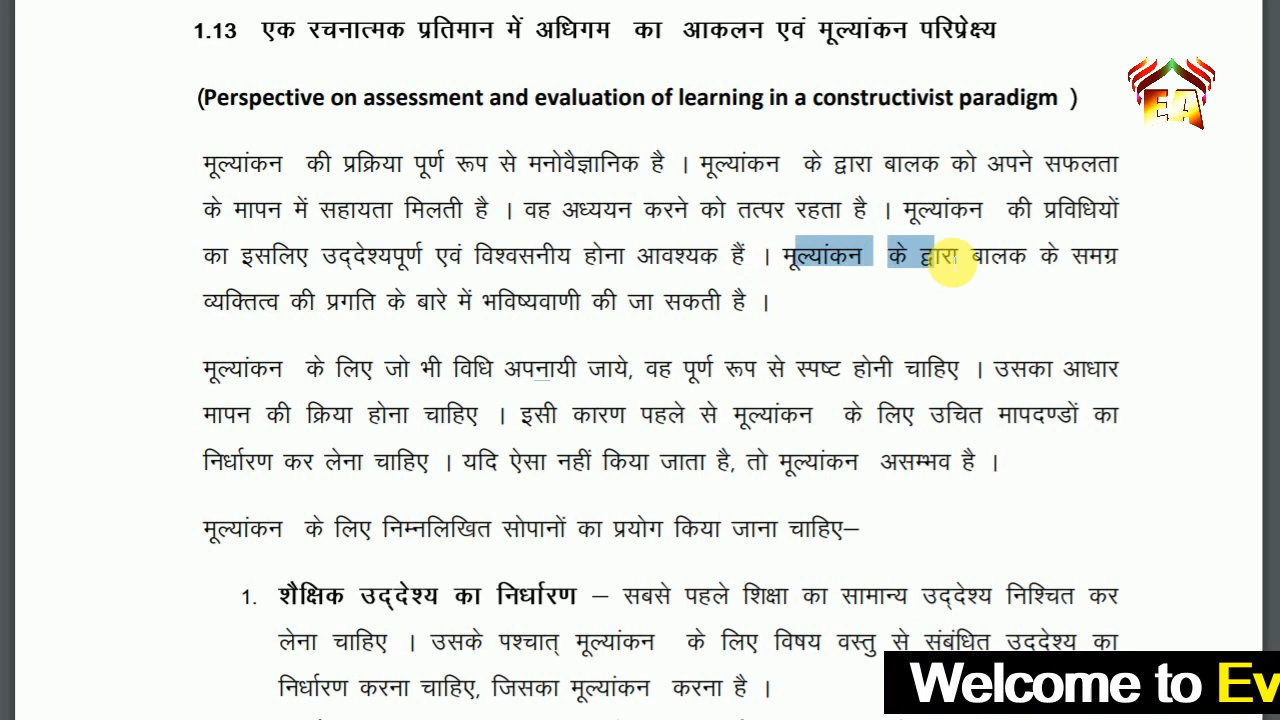 1.13 एक रचनात्मक प्रतिमान में अधिगम का आकलन एवं मूल्यांकन परिप्रेक्ष्य
(Perspective on assessment and evaluation of learning in a constructivist paradigm )
EA
मूल्यांकन की प्रक्रिया पूर्ण रूप से मनोवैज्ञानिक है । मूल्यांकन के द्वारा बालक को अपने सफलता
के मापन में सहायता मिलती है । वह अध्ययन करने को तत्पर रहता है । मूल्यांकन की प्रविधियों
का इसलिए उद्देश्यपूर्ण एवं विश्वसनीय होना आवश्यक हैं । मूल्यांकन के द्वारा बालक के समग्र
व्यक्तित्व की प्रगति के बारे में भविष्यवाणी की जा सकती है ।
मूल्यांकन के लिए जो भी विधि अपनायी जाये, वह पूर्ण रूप से स्पष्ट होनी चाहिए । उसका आधार
मापन की क्रिया होना चाहिए । इसी कारण पहले से मूल्यांकन के लिए उचित मापदण्डों का
निर्धारण कर लेना चाहिए । यदि ऐसा नहीं किया जाता है, तो मूल्यांकन असम्भव है ।
मूल्यांकन के लिए निम्नलिखित सोपानों का प्रयोग किया जाना चाहिए–
1. शैक्षिक उद्देश्य का निर्धारण – सबसे पहले शिक्षा का सामान्य उद्देश्य निश्चित कर
लेना चाहिए । उसके पश्चात् मूल्यांकन के लिए विषय वस्तु से संबंधित उददेश्य का
निर्धारण करना चाहिए, जिसका मूल्यांकन करना है ।
Welcome to Ev